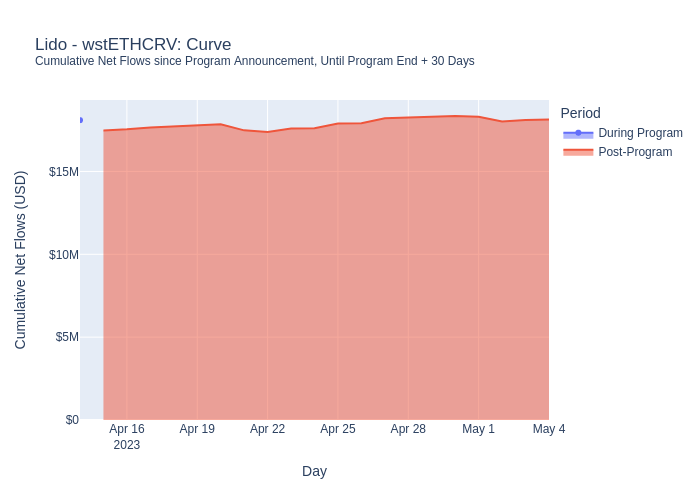 Lido - wstETHCRV: Curve
Cumulative Net Flows since Program Announcement, Until Program End + 30 Days
Period
During Program
Post-Program
Cumulative Net Flows (USD)
$15M
$10M
$5M
$0
Apr 16
2023
Apr 19
Apr 22
Apr 25
Apr 28
May 1
May 4
Day